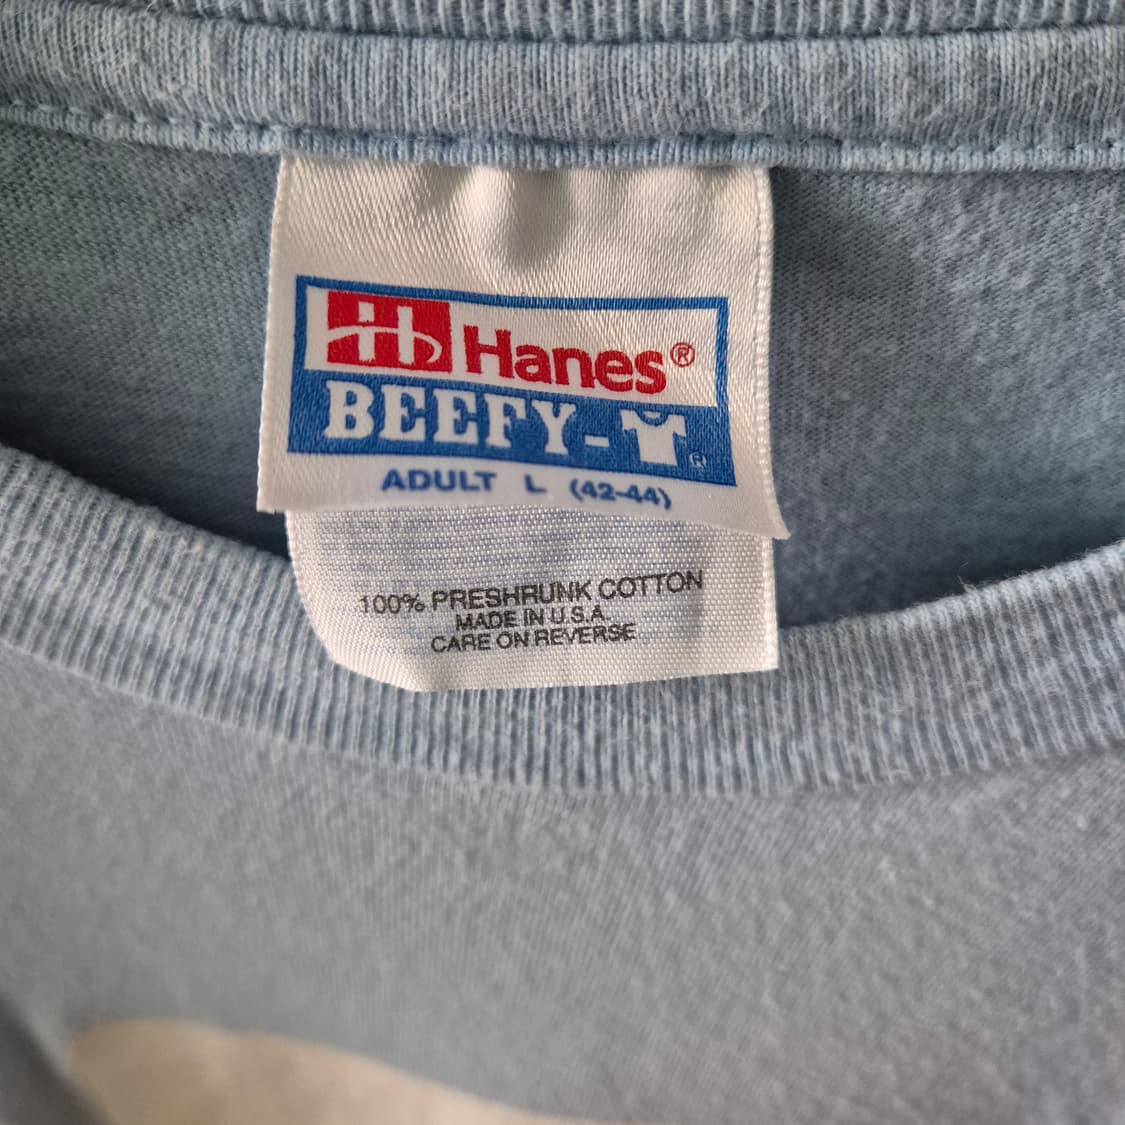 Hanes®
BEEFY-
®
ADULT L (42-44)
100% PRESHRUNK COTTON
MADE IN U.S.A.
CARE ON REVERSE